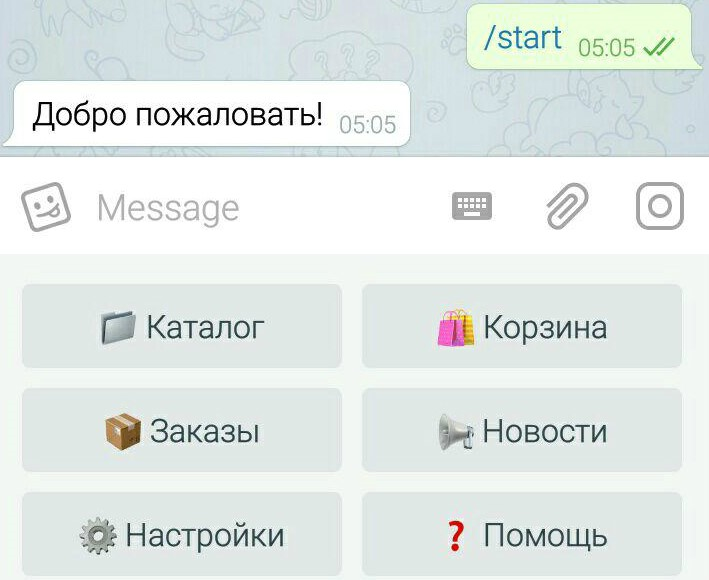 /start 05:05
Добро пожаловать! 05:05
Message
Каталог
Корзина
Заказы
Новости
Настройки
Помощь